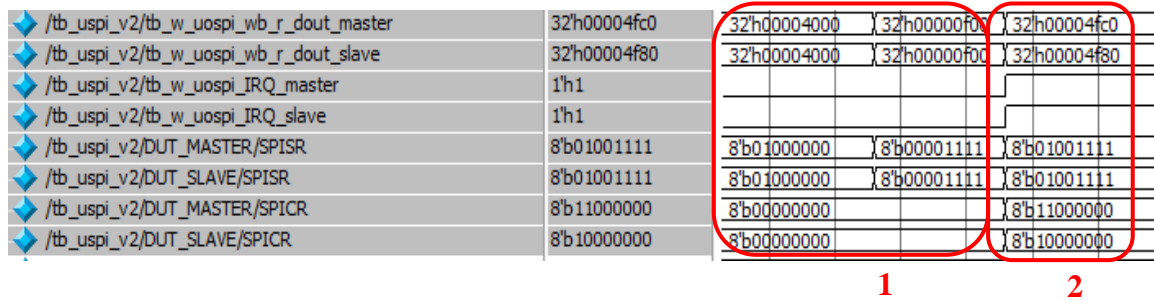 /tb_uspi_v2/tb_w_uospi_wb_r_dout_master 32'h00004fc0 32'h00004000 32'h00000f00 32'h00004fc0
/tb_uspi_v2/tb_w_uospi_wb_r_dout_slave 32'h00004f80 32'h00004000 32'h00000f00 32'h00004f80
/tb_uspi_v2/tb_w_uospi_IRQ_master 1'h1
/tb_uspi_v2/tb_w_uospi_IRQ_slave 1'h1
/tb_uspi_v2/DUT_MASTER/SPISR 8'b01001111 8'b01000000 8'b00001111 8'b01001111
/tb_uspi_v2/DUT_SLAVE/SPISR 8'b01001111 8'b01000000 8'b00001111 8'b01001111
/tb_uspi_v2/DUT_MASTER/SPICR 8'b11000000 8'b00000000 8'b11000000
/tb_uspi_v2/DUT_SLAVE/SPICR 8'b10000000 8'b00000000 8'b10000000
1 2